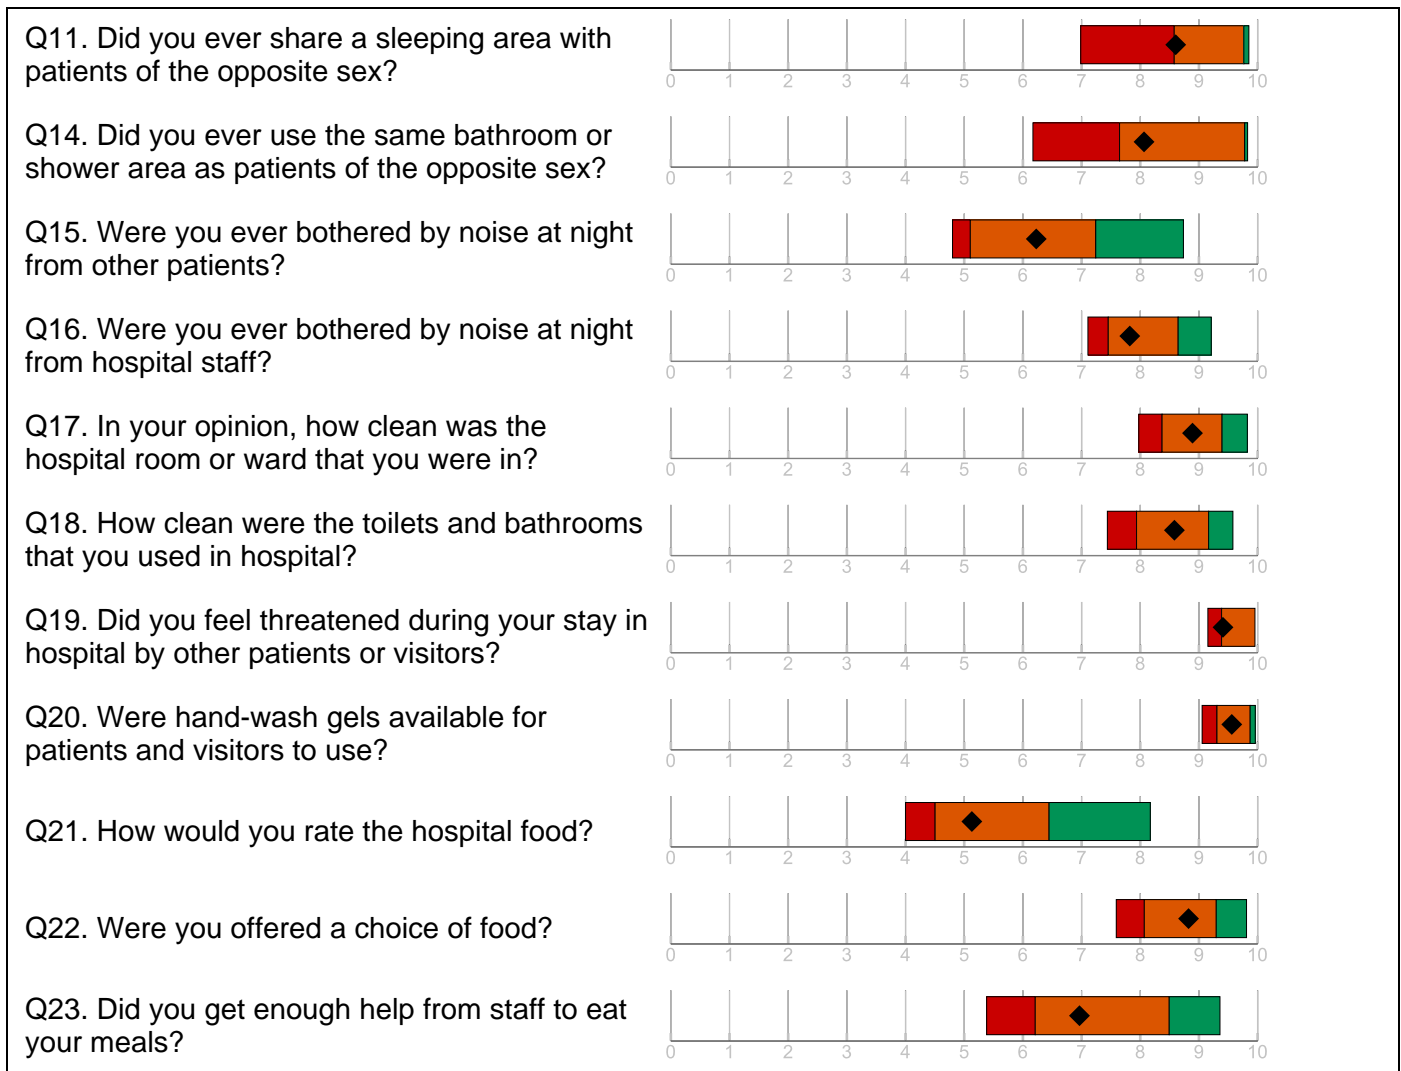 Q11. Did you ever share a sleeping area with
patients of the opposite sex?
0 1 2 3 4 5 6 7 8 9 10
Q14. Did you ever use the same bathroom or
shower area as patients of the opposite sex?
0 1 2 3 4 5 6 7 8 9 10
Q15. Were you ever bothered by noise at night
from other patients?
0 1 2 3 4 5 6 7 8 9 10
Q16. Were you ever bothered by noise at night
from hospital staff?
0 1 2 3 4 5 6 7 8 9 10
Q17. In your opinion, how clean was the
hospital room or ward that you were in?
0 1 2 3 4 5 6 7 8 9 10
Q18. How clean were the toilets and bathrooms
that you used in hospital?
0 1 2 3 4 5 6 7 8 9 10
Q19. Did you feel threatened during your stay in
hospital by other patients or visitors?
0 1 2 3 4 5 6 7 8 9 10
Q20. Were hand-wash gels available for
patients and visitors to use?
0 1 2 3 4 5 6 7 8 9 10
Q21. How would you rate the hospital food?
0 1 2 3 4 5 6 7 8 9 10
Q22. Were you offered a choice of food?
0 1 2 3 4 5 6 7 8 9 10
Q23. Did you get enough help from staff to eat
your meals?
0 1 2 3 4 5 6 7 8 9 10